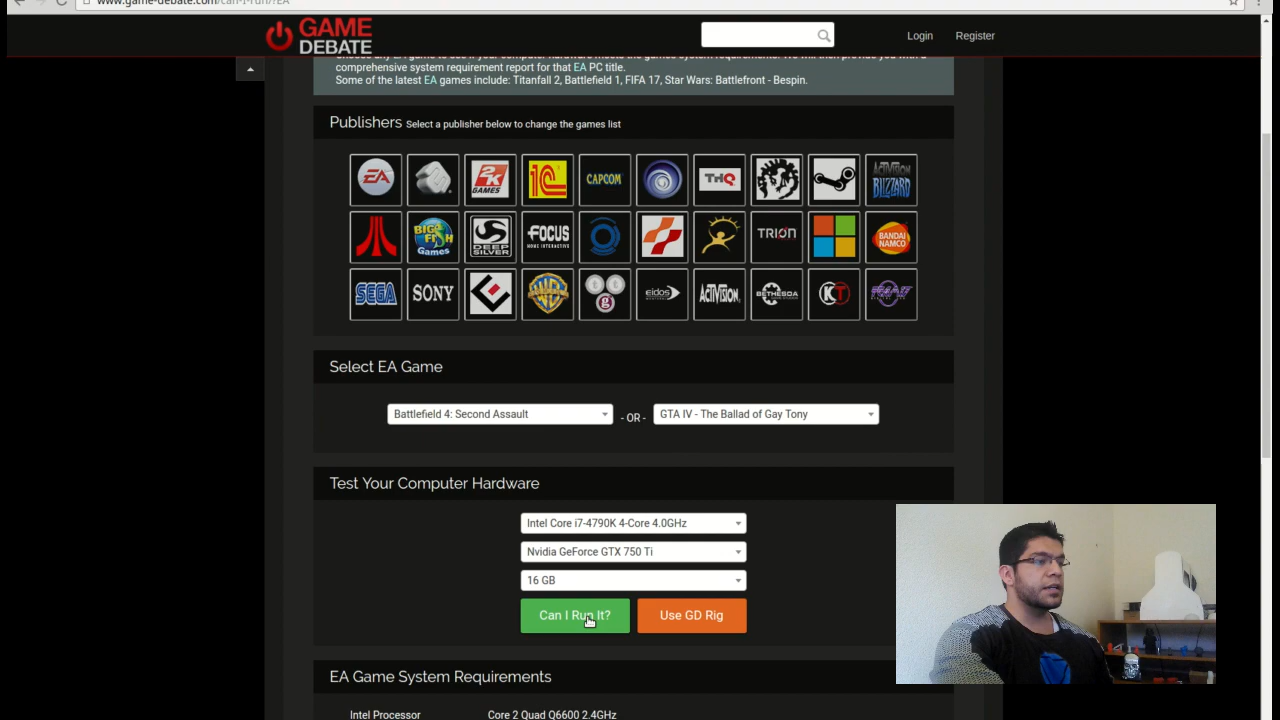 www.game-debate.com/can-i-run/?EA
GAME
DEBATE
Login
Register
comprehensive system requirement report for that EA PC title.
Some of the latest EA games include: Titanfall 2, Battlefield 1, FIFA 17, Star Wars: Battlefront - Bespin.
Publishers Select a publisher below to change the games list
EA
2K
GAMES
1C
CAPCOM
THQ
ACTIVISION
BLIZZARD
BIG FISH
Games
DEEP
SILVER
FOCUS
HOME INTERACTIVE
TRION
BANDAI
NAMCO
SEGA
SONY
WB
ttg
eidos
ACTIVISION
BETHESDA
KT
Select EA Game
Battlefield 4: Second Assault
- OR -
GTA IV - The Ballad of Gay Tony
Test Your Computer Hardware
Intel Core i7-4790K 4-Core 4.0GHz
Nvidia GeForce GTX 750 Ti
16 GB
Can I Run It?
Use GD Rig
EA Game System Requirements
Intel Processor
Core 2 Quad Q6600 2.4GHz